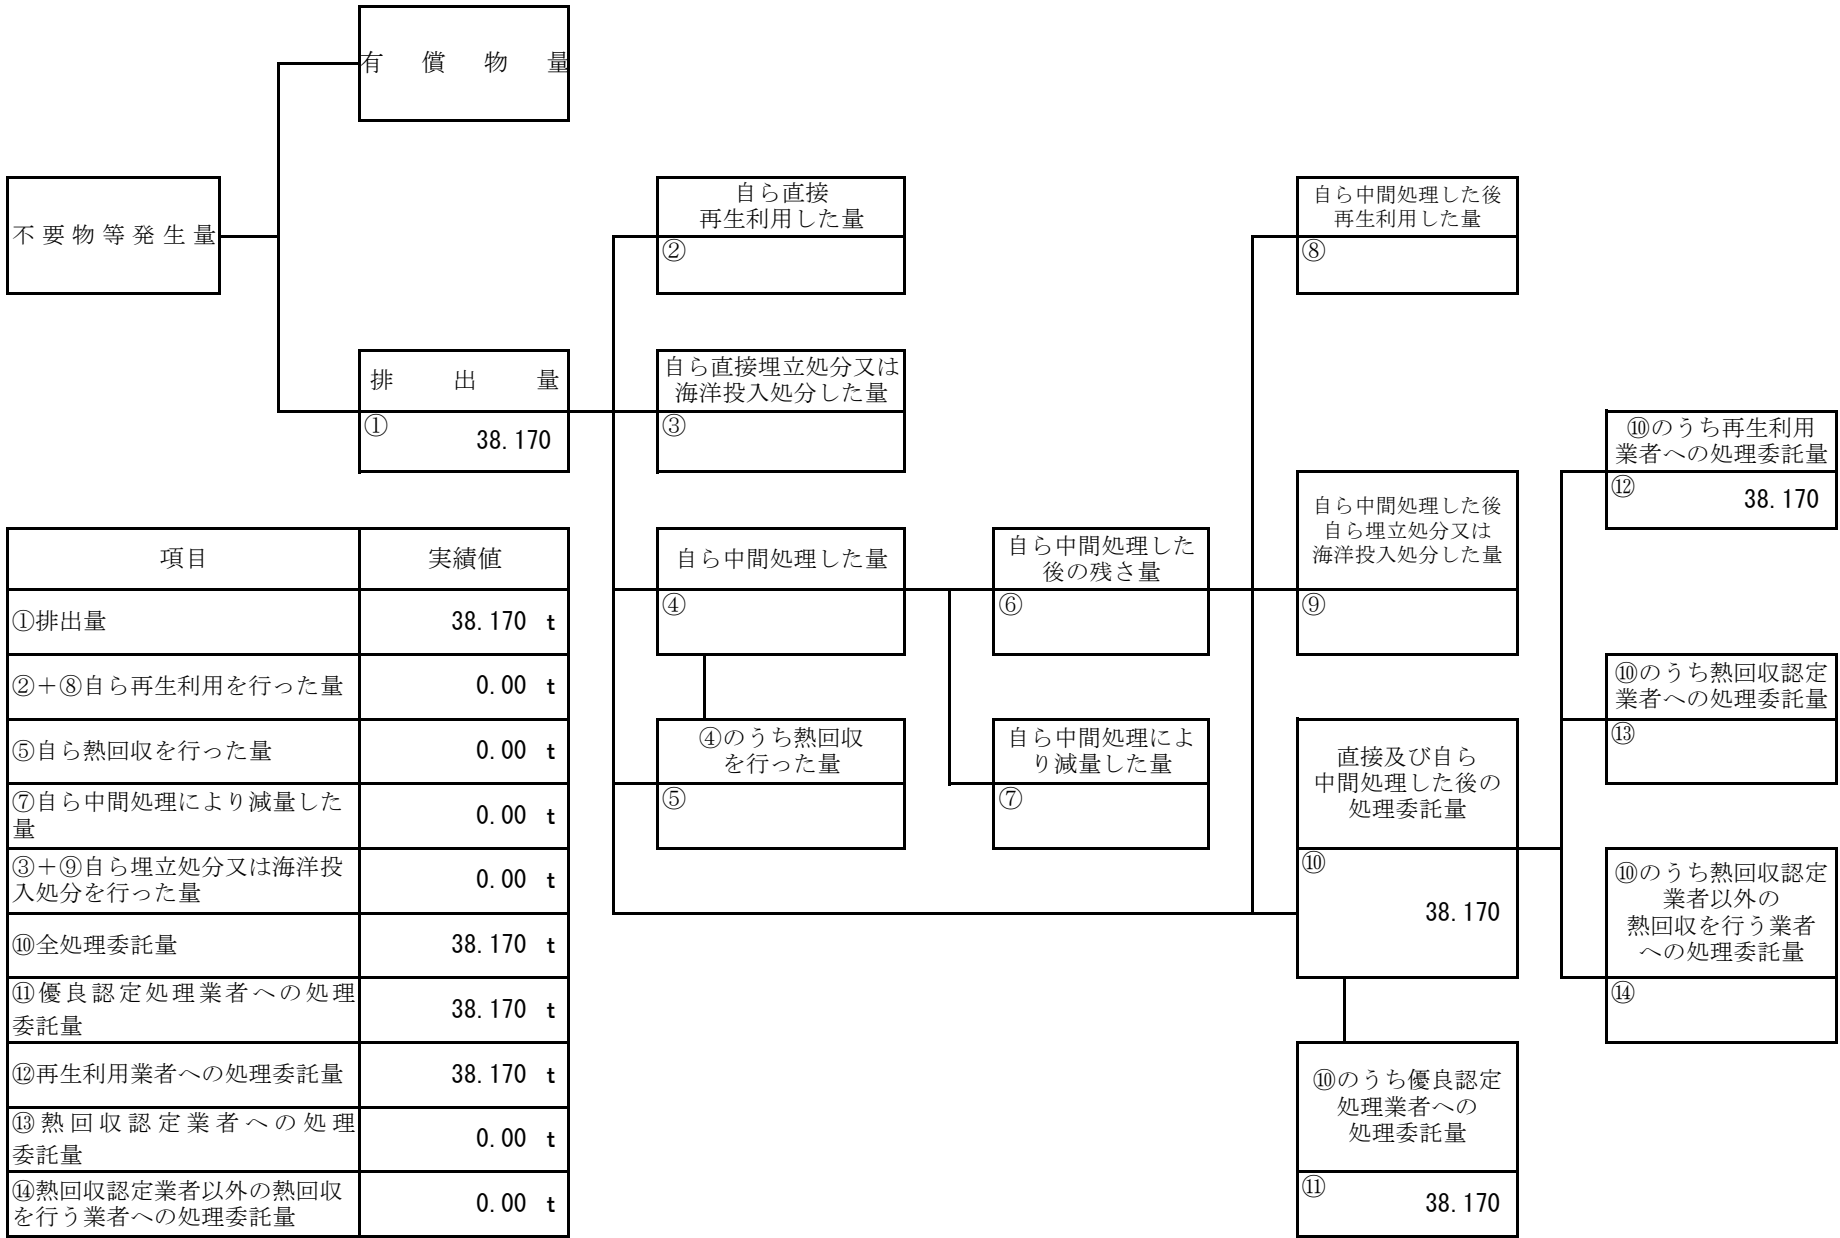 有償物量
不要物等発生量
自ら直接
再生利用した量
②
自ら中間処理した後
再生利用した量
⑧
排出量
①
38.170
自ら直接埋立処分又は
海洋投入処分した量
③
⑩のうち再生利用
業者への処理委託量
⑫
38.170
自ら中間処理した量
④
自ら中間処理した
後の残さ量
⑥
自ら中間処理した後
自ら埋立処分又は
海洋投入処分した量
⑨
⑩のうち熱回収認定
業者への処理委託量
⑬
④のうち熱回収
を行った量
⑤
自ら中間処理によ
り減量した量
⑦
直接及び自ら
中間処理した後の
処理委託量
⑩
38.170
⑩のうち熱回収認定
業者以外の
熱回収を行う業者
への処理委託量
⑭
⑩のうち優良認定
処理業者への
処理委託量
⑪
38.170
項目 実績値
①排出量 38.170 t
②+⑧自ら再生利用を行った量 0.00 t
⑤自ら熱回収を行った量 0.00 t
⑦自ら中間処理により減量した
量 0.00 t
③+⑨自ら埋立処分又は海洋投
入処分を行った量 0.00 t
⑩全処理委託量 38.170 t
⑪優良認定処理業者への処理
委託量 38.170 t
⑫再生利用業者への処理委託量 38.170 t
⑬熱回収認定業者への処理
委託量 0.00 t
⑭熱回収認定業者以外の熱回収
を行う業者への処理委託量 0.00 t